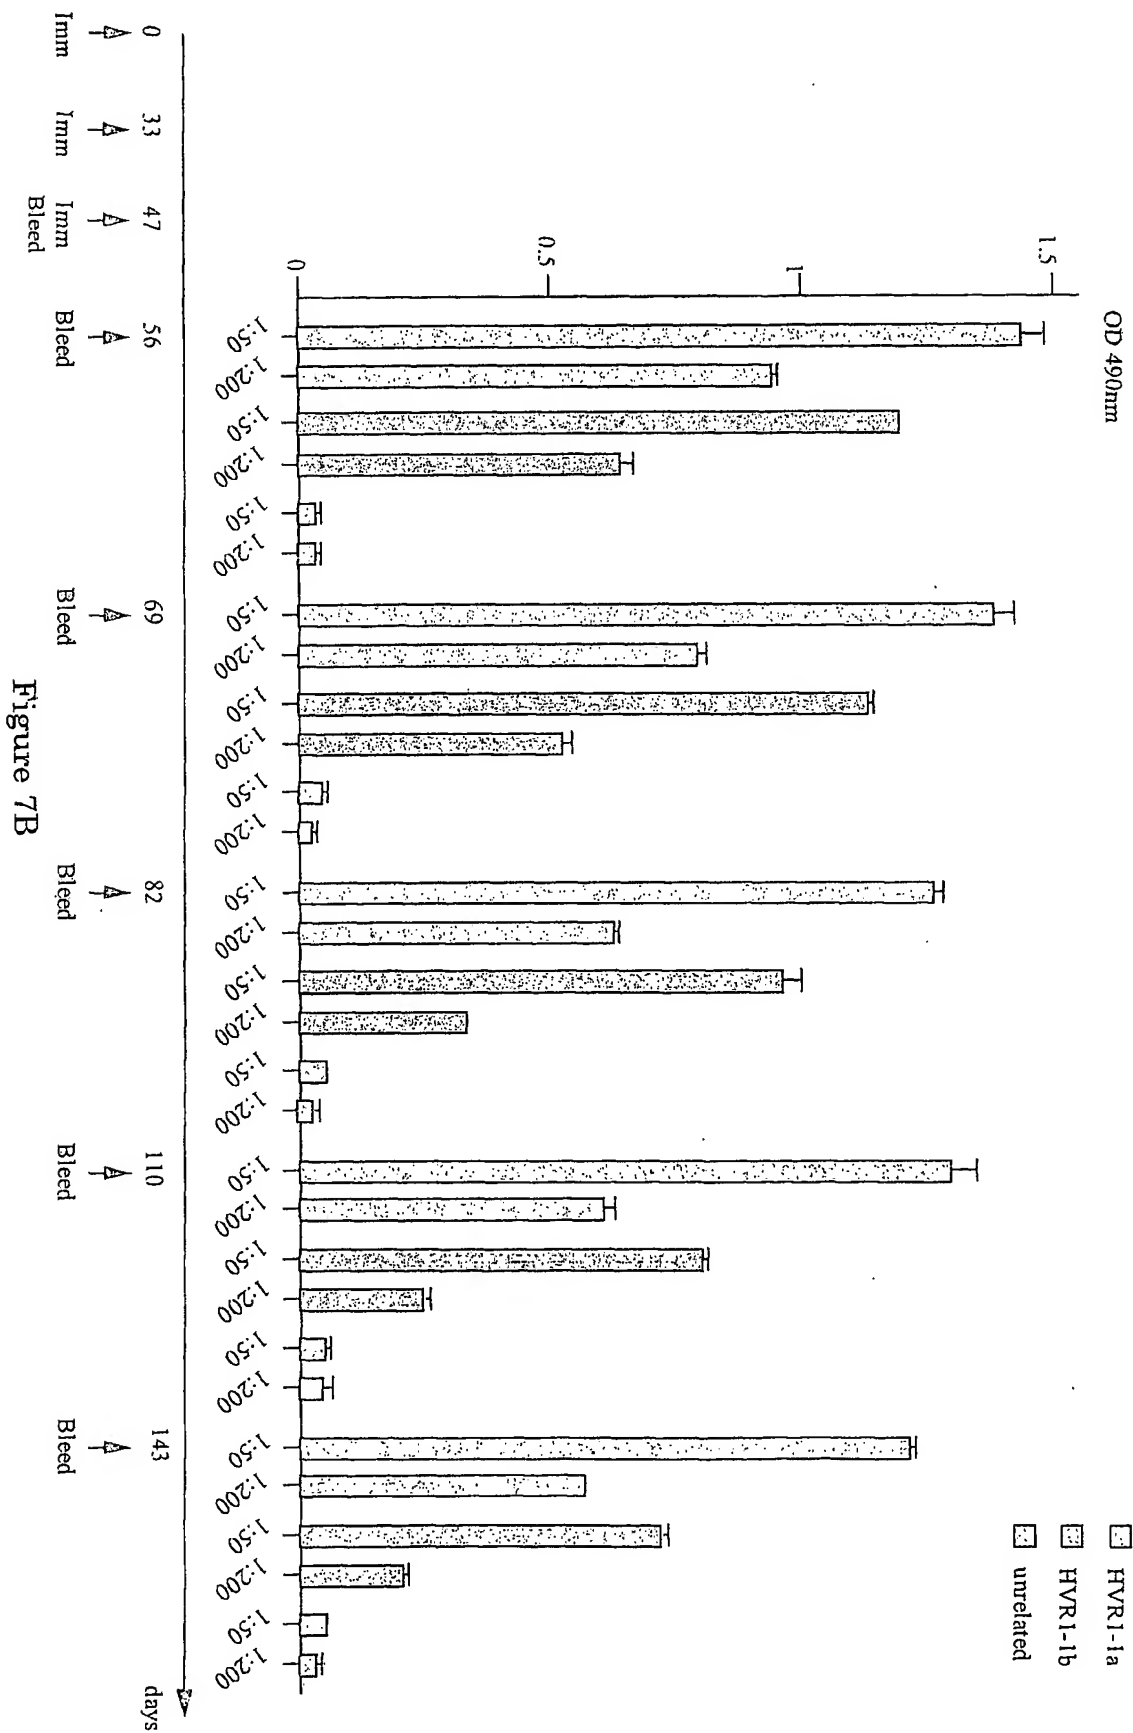 OD 490nm
HVR1-1a
HVR1-1b
unrelated
1.5
1
0.5
0
1:50 1:200 1:50 1:200 1:50 1:200 1:50 1:200 1:50 1:200 1:50 1:200 1:50 1:200 1:50 1:200 1:50 1:200 1:50 1:200 1:50 1:200 1:50 1:200 1:50 1:200 1:50 1:200 1:50 1:200
days
0 33 47 56 69 82 110 143
Imm Imm Imm Bleed Bleed Bleed Bleed Bleed
Bleed
Figure 7B